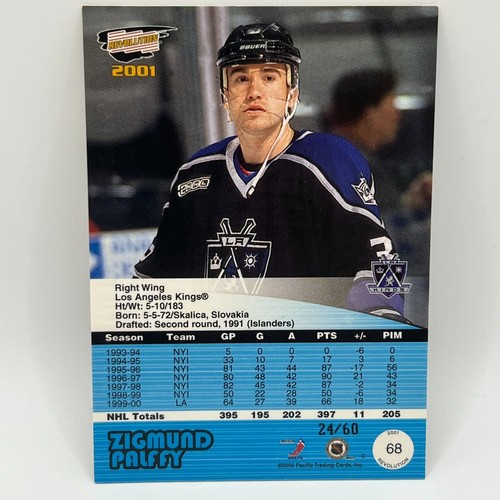 REVOLUTION
2001
BAUER
2000
LA
3
KINGS
Right Wing
Los Angeles Kings®
Ht/Wt: 5-10/183
Born: 5-5-72/Skalica, Slovakia
Drafted: Second round, 1991 (Islanders)
Season Team GP G A PTS +/- PIM
1993-94 NYI 5 0 0 0 -6 0
1994-95 NYI 33 10 7 17 3 6
1995-96 NYI 81 43 44 87 -17 56
1996-97 NYI 80 48 42 90 21 43
1997-98 NYI 82 45 42 87 -2 34
1998-99 NYI 50 22 28 50 -6 34
1999-00 LA 64 27 39 66 18 32
NHL Totals 395 195 202 397 11 205
24/60
ZIGMUND
PALFFY
©2000 Pacific Trading Cards, Inc.
2001
68
REVOLUTION